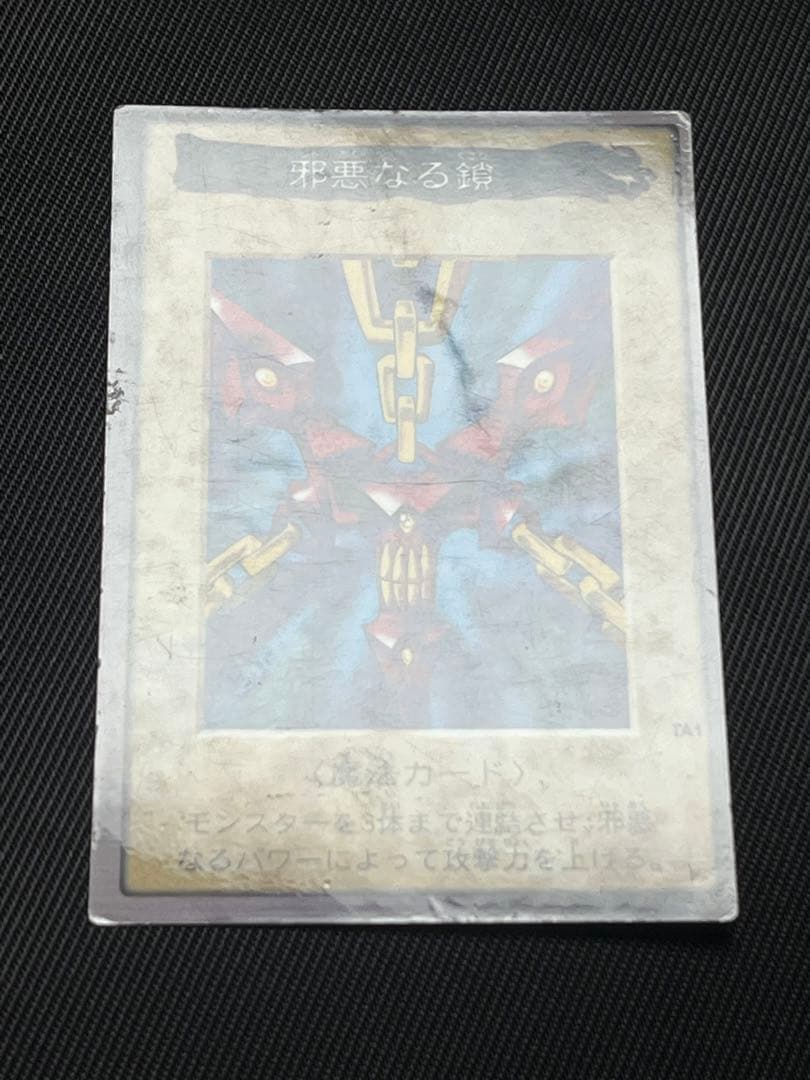 邪悪なる鎖
TA1
〈魔法カード〉
モンスターを3体まで連結させ、邪悪
なるパワーによって攻撃力を上げる。